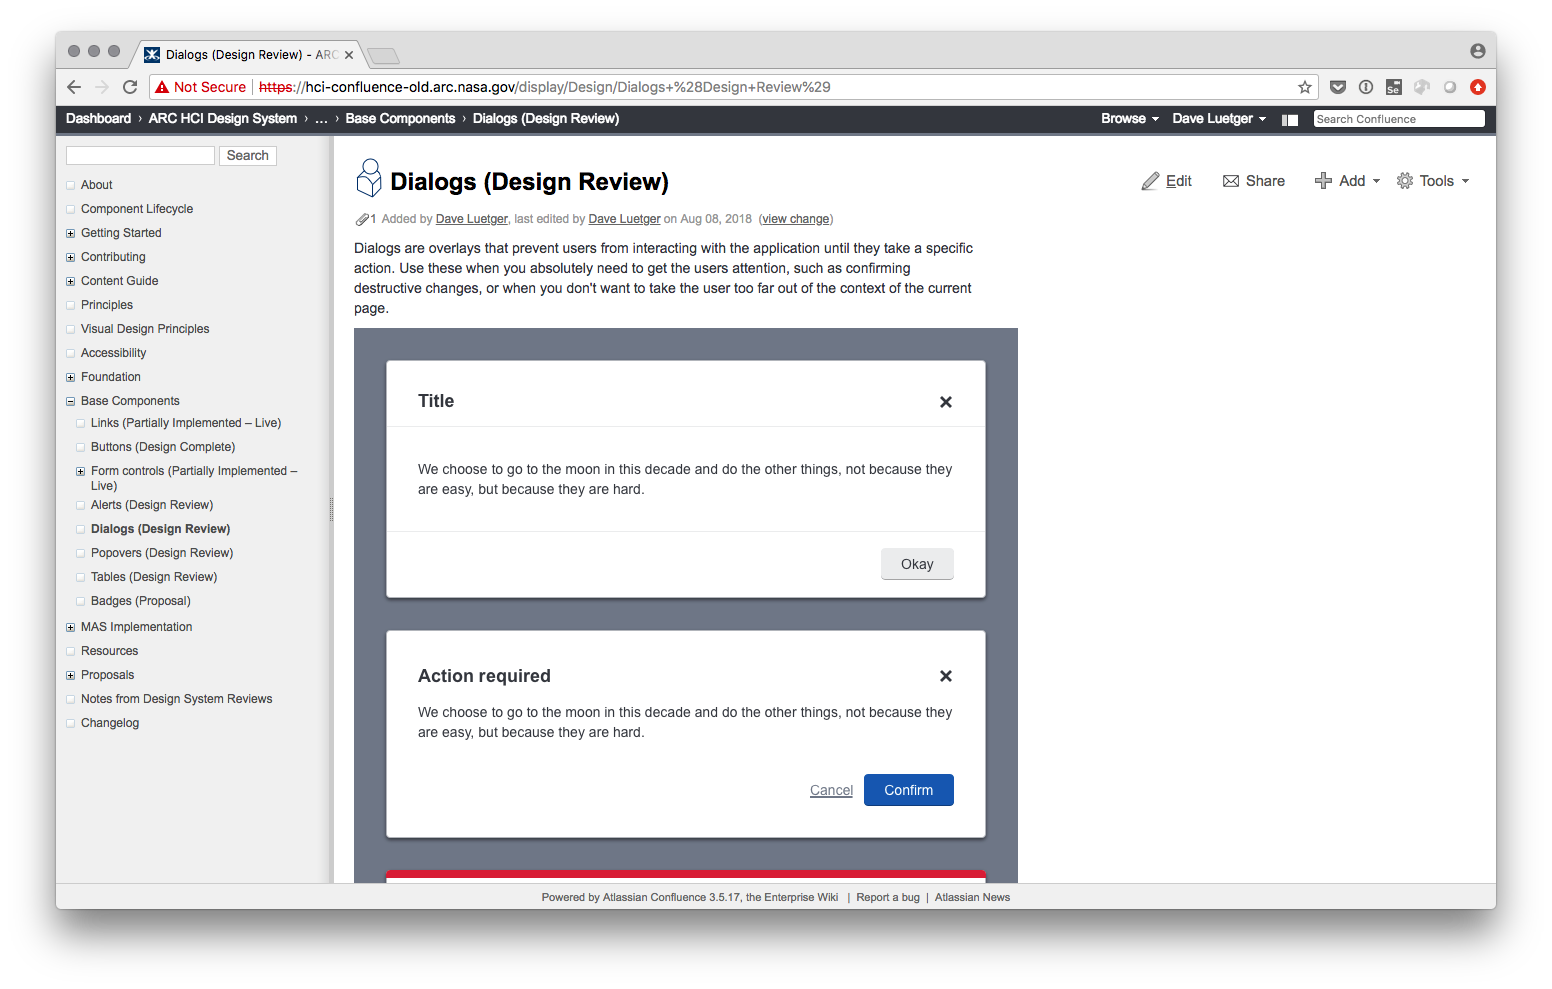 Dialogs (Design Review) - ARC
Not Secure | https://hci-confluence-old.arc.nasa.gov/display/Design/Dialogs+%28Design+Review%29
Se
Dashboard › ARC HCI Design System › ... › Base Components › Dialogs (Design Review)
Browse
Dave Luetger
Search Confluence
Search
About
Component Lifecycle
Getting Started
Contributing
Content Guide
Principles
Visual Design Principles
Accessibility
Foundation
Base Components
Links (Partially Implemented – Live)
Buttons (Design Complete)
Form controls (Partially Implemented –
Live)
Alerts (Design Review)
Dialogs (Design Review)
Popovers (Design Review)
Tables (Design Review)
Badges (Proposal)
MAS Implementation
Resources
Proposals
Notes from Design System Reviews
Changelog
Dialogs (Design Review)
Edit
Share
Add
Tools
1 Added by Dave Luetger, last edited by Dave Luetger on Aug 08, 2018 (view change)
Dialogs are overlays that prevent users from interacting with the application until they take a specific
action. Use these when you absolutely need to get the users attention, such as confirming
destructive changes, or when you don't want to take the user too far out of the context of the current
page.
Title
We choose to go to the moon in this decade and do the other things, not because they
are easy, but because they are hard.
Okay
Action required
We choose to go to the moon in this decade and do the other things, not because they
are easy, but because they are hard.
Cancel
Confirm
Powered by Atlassian Confluence 3.5.17, the Enterprise Wiki | Report a bug | Atlassian News